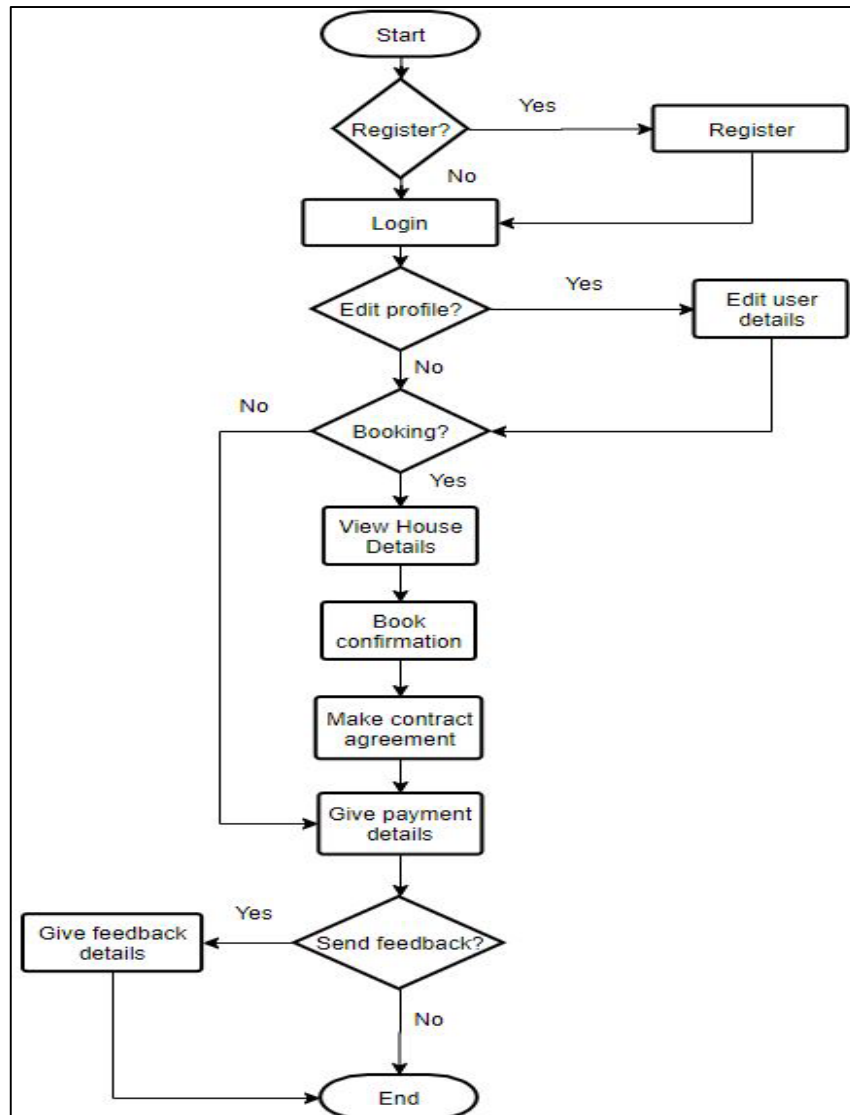 Start
Yes
Register?
Register
No
Login
Yes
Edit profile?
Edit user
details
No
No
Booking?
Yes
View House
Details
Book
confirmation
Make contract
agreement
Give payment
details
Yes
Give feedback
details
Send feedback?
No
End